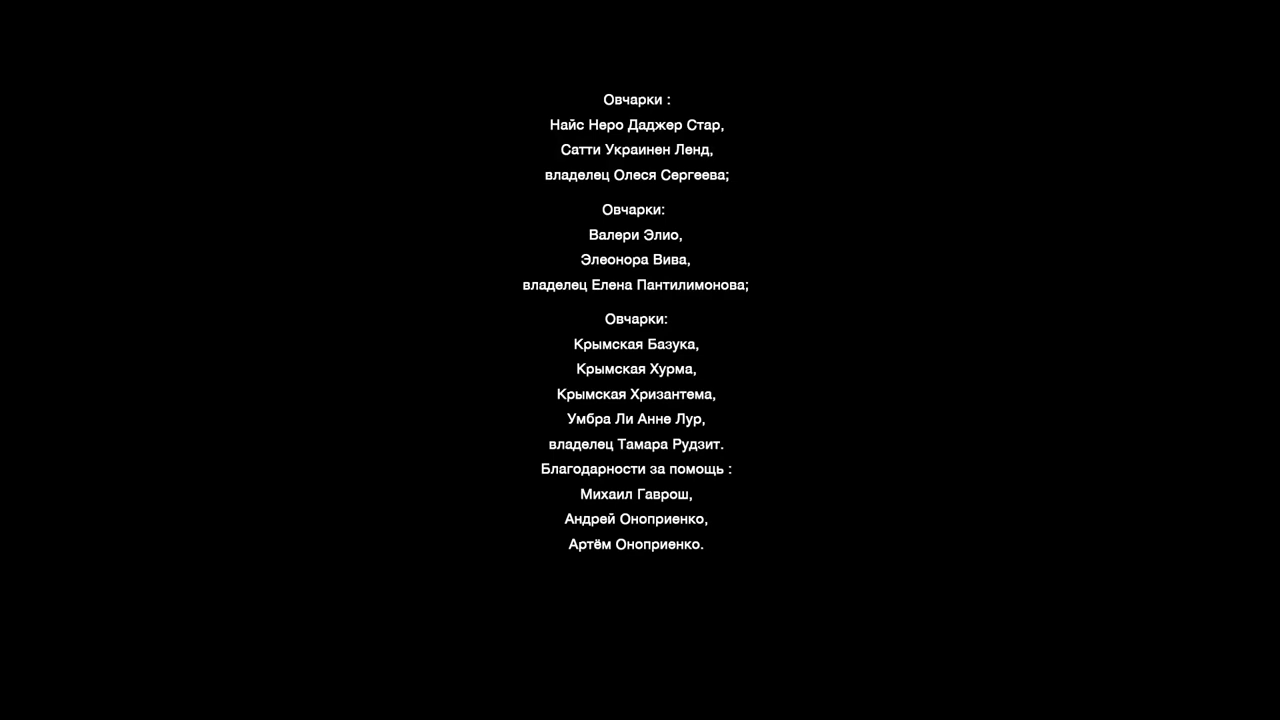 Овчарки :
Найс Неро Даджер Стар,
Сатти Украинен Ленд,
владелец Олеся Сергеева;
Овчарки:
Валери Элио,
Элеонора Вива,
владелец Елена Пантилимонова;
Овчарки:
Крымская Базука,
Крымская Хурма,
Крымская Хризантема,
Умбра Ли Анне Лур,
владелец Тамара Рудзит.
Благодарности за помощь :
Михаил Гаврош,
Андрей Оноприенко,
Артём Оноприенко.